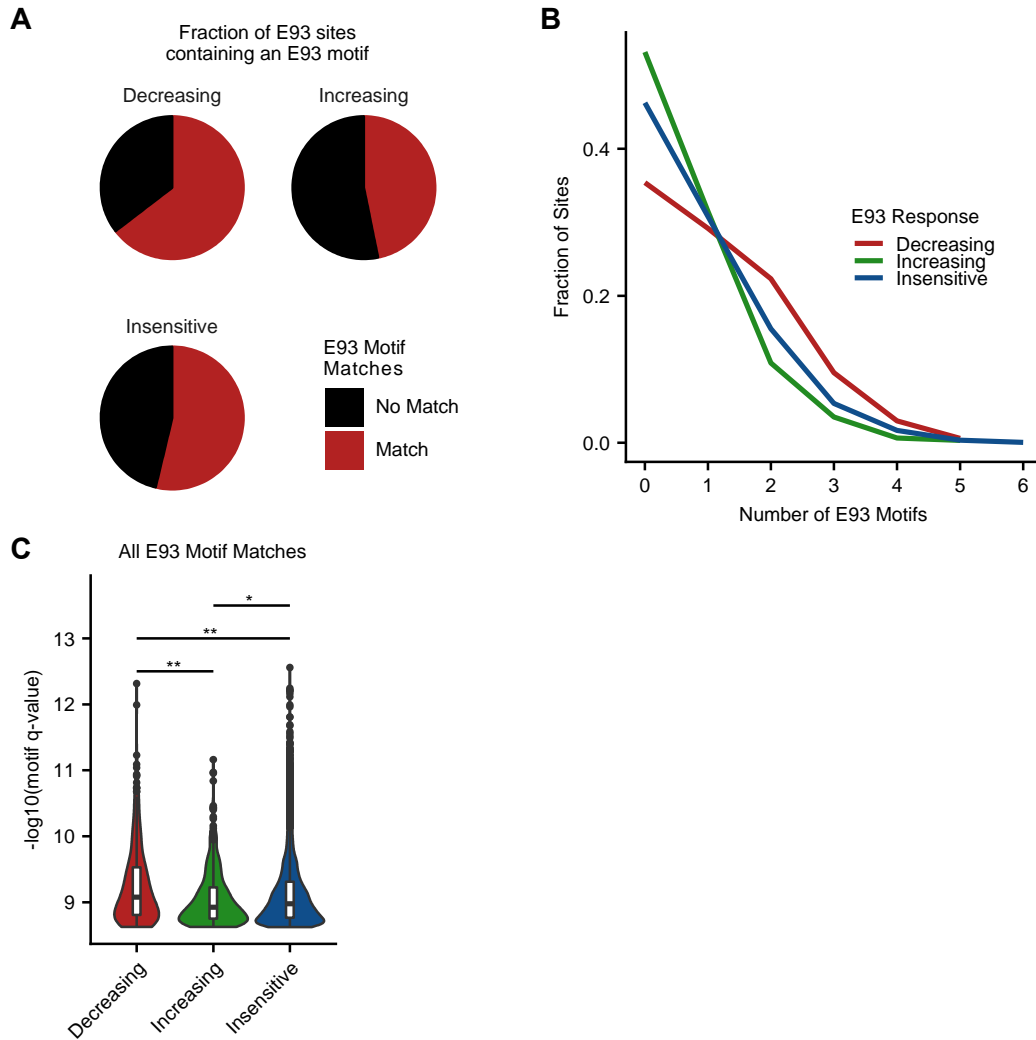 A
Fraction of E93 sites
containing an E93 motif
Decreasing
Increasing
Insensitive
E93 Motif
Matches
No Match
Match
B
Fraction of Sites
0.4
0.2
0.0
0 1 2 3 4 5 6
Number of E93 Motifs
E93 Response
Decreasing
Increasing
Insensitive
C
All E93 Motif Matches
-log10(motif q-value)
13
12
11
10
9
*
**
**
Decreasing
Increasing
Insensitive